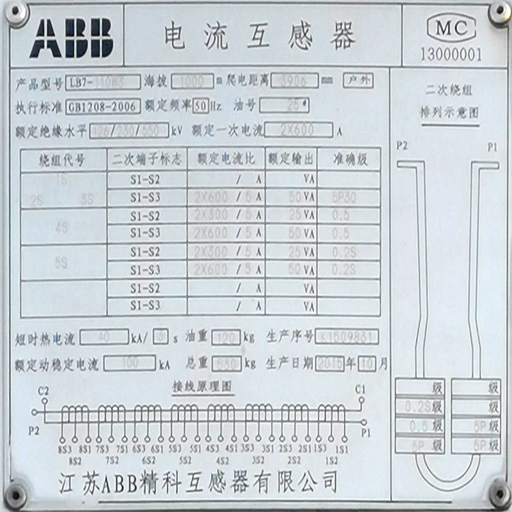 ABB 电流互感器 MC
13000001
产品型号 LB7- 海拔 1000 m 爬电距离 3906 mm 户外
执行标准 GB1208-2006 额定频率 50 Hz 油号 25#
额定绝缘水平 126/230/550 kV 额定一次电流 2X600 A
二次绕组
排列示意图
P2 P1
绕组代号 二次端子标志 额定电流比 额定输出 准确级
1S S1-S2 / A VA
2S 3S S1-S3 2X600 / 5 A 50 VA 5P30
S1-S2 2X300 / 5 A 25 VA 0.5
4S S1-S3 2X600 / 5 A 50 VA 0.5
S1-S2 2X300 / 5 A 25 VA 0.2S
5S S1-S3 2X600 / 5 A 50 VA 0.2S
S1-S2 / A VA
S1-S3 / A VA
短时热电流 40 kA/ s 油重 120 kg 生产序号
额定动稳定电流 100 kA 总重 kg 生产日期 2015 年 10 月
接线原理图
C2 C1
P2 P1
8S3 8S1 7S3 7S1 6S3 6S1 5S3 5S1 4S3 4S1 3S3 3S1 2S3 2S1 1S3 1S1
8S2 7S2 6S2 5S2 4S2 3S2 2S2 1S2
级 级
0.2S级 级
0.5 级 5P 级
5P 级 5P 级
江苏ABB精科互感器有限公司